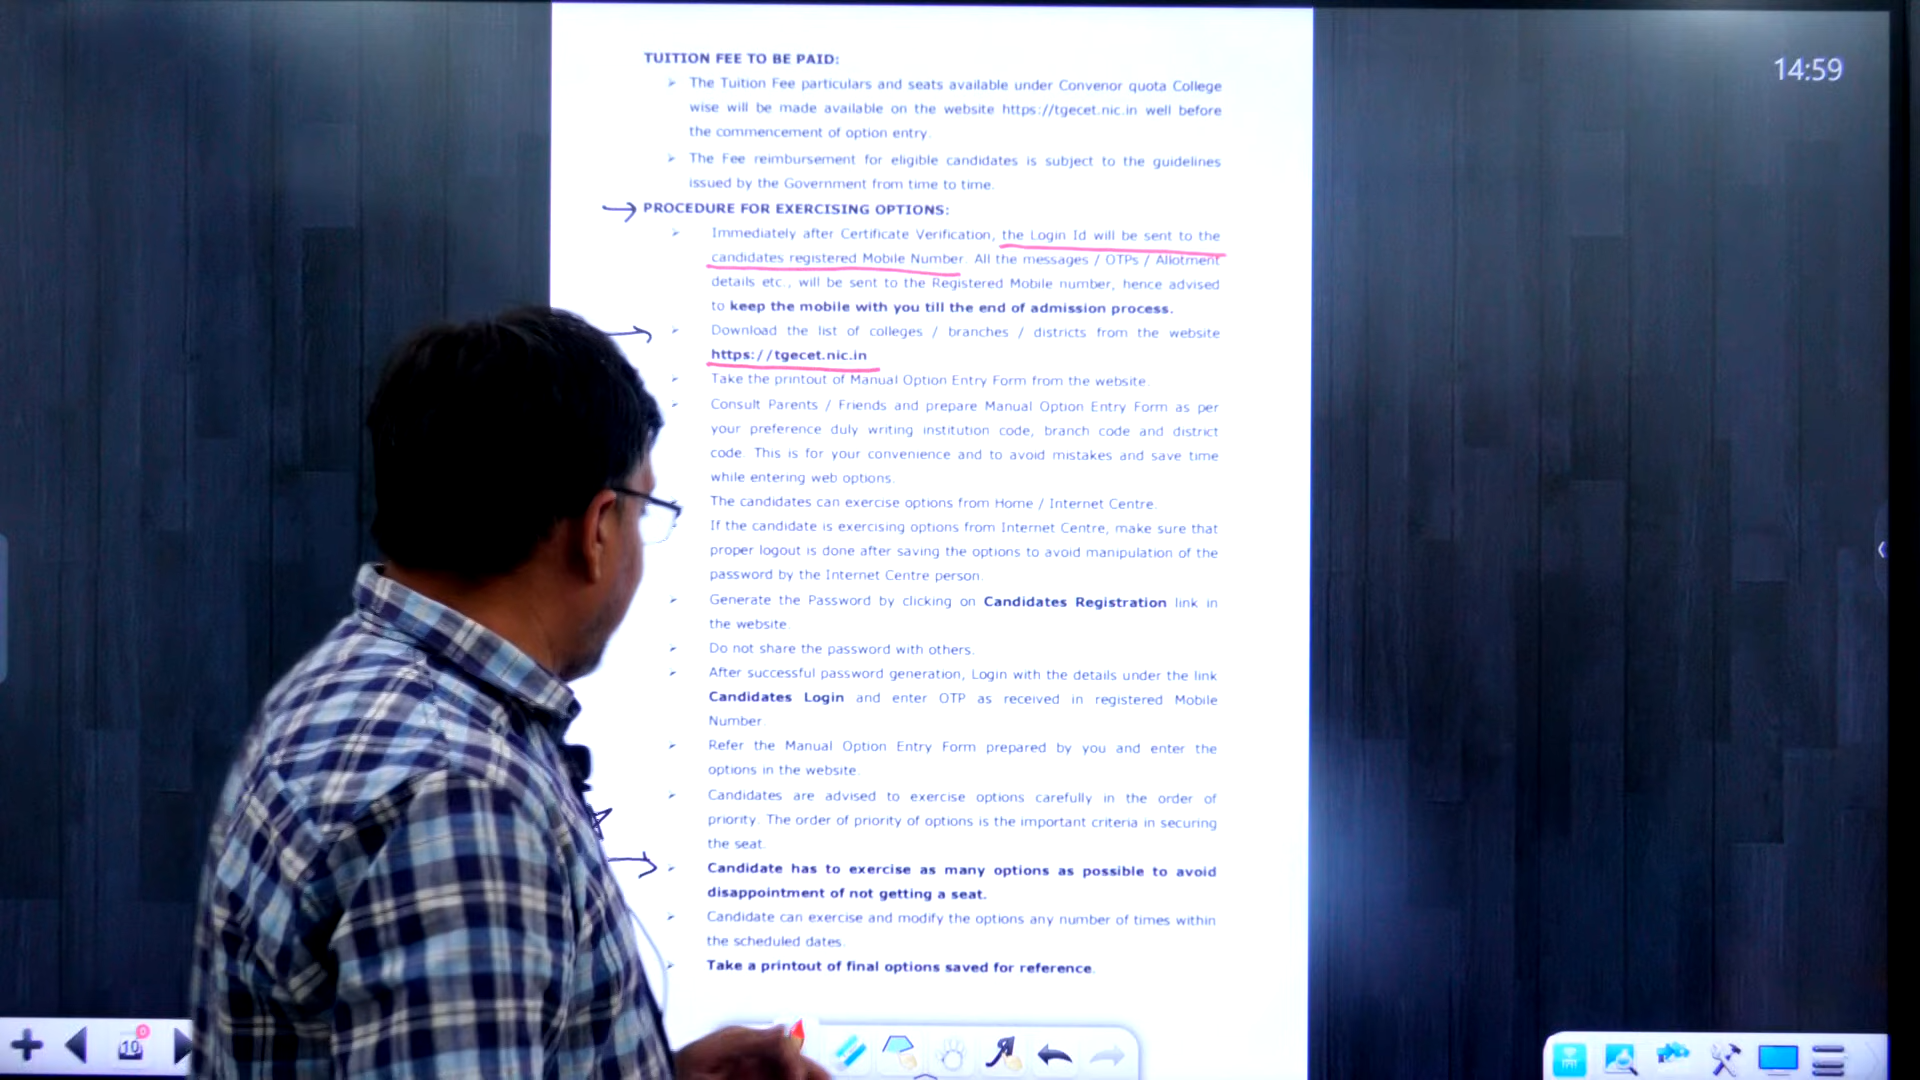 TUITION FEE TO BE PAID:
➢ The Tuition Fee particulars and seats available under Convenor quota College
wise will be made available on the website https://tgecet.nic.in well before
the commencement of option entry.
➢ The Fee reimbursement for eligible candidates is subject to the guidelines
issued by the Government from time to time.
PROCEDURE FOR EXERCISING OPTIONS:
➢ Immediately after Certificate Verification, the Login Id will be sent to the
candidates registered Mobile Number. All the messages / OTPs / Allotment
details etc., will be sent to the Registered Mobile number, hence advised
to keep the mobile with you till the end of admission process.
➢ Download the list of colleges / branches / districts from the website
https://tgecet.nic.in
➢ Take the printout of Manual Option Entry Form from the website.
➢ Consult Parents / Friends and prepare Manual Option Entry Form as per
your preference duly writing institution code, branch code and district
code. This is for your convenience and to avoid mistakes and save time
while entering web options.
The candidates can exercise options from Home / Internet Centre.
➢ If the candidate is exercising options from Internet Centre, make sure that
proper logout is done after saving the options to avoid manipulation of the
password by the Internet Centre person.
➢ Generate the Password by clicking on Candidates Registration link in
the website.
➢ Do not share the password with others.
➢ After successful password generation, Login with the details under the link
Candidates Login and enter OTP as received in registered Mobile
Number
➢ Refer the Manual Option Entry Form prepared by you and enter the
options in the website.
➢ Candidates are advised to exercise options carefully in the order of
priority. The order of priority of options is the important criteria in securing
the seat.
➢ Candidate has to exercise as many options as possible to avoid
disappointment of not getting a seat.
➢ Candidate can exercise and modify the options any number of times within
the scheduled dates.
➢ Take a printout of final options saved for reference.
14:59
10
0